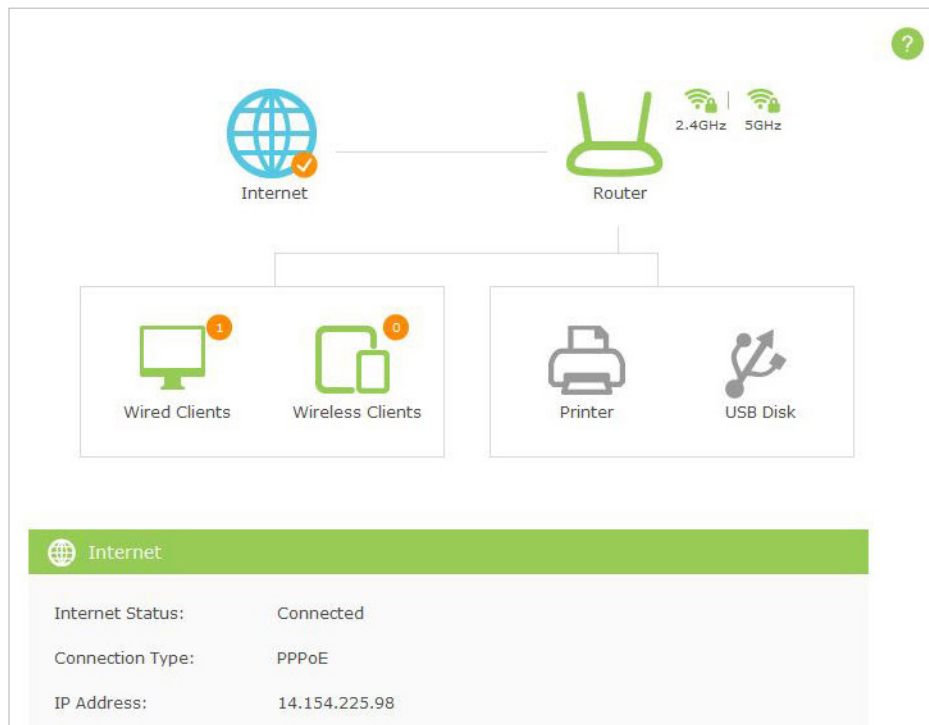 ?
2.4GHz 5GHz
Internet Router
1 0
Wired Clients Wireless Clients Printer USB Disk
Internet
Internet Status: Connected
Connection Type: PPPoE
IP Address: 14.154.225.98